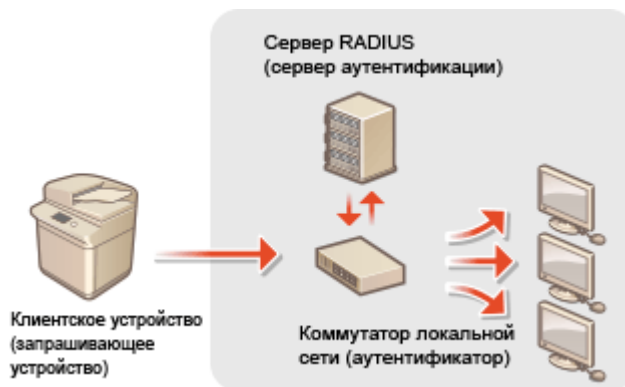 Сервер RADIUS
(сервер аутентификации)
Клиентское устройство
(запрашивающее
устройство)
Коммутатор локальной
сети (аутентификатор)